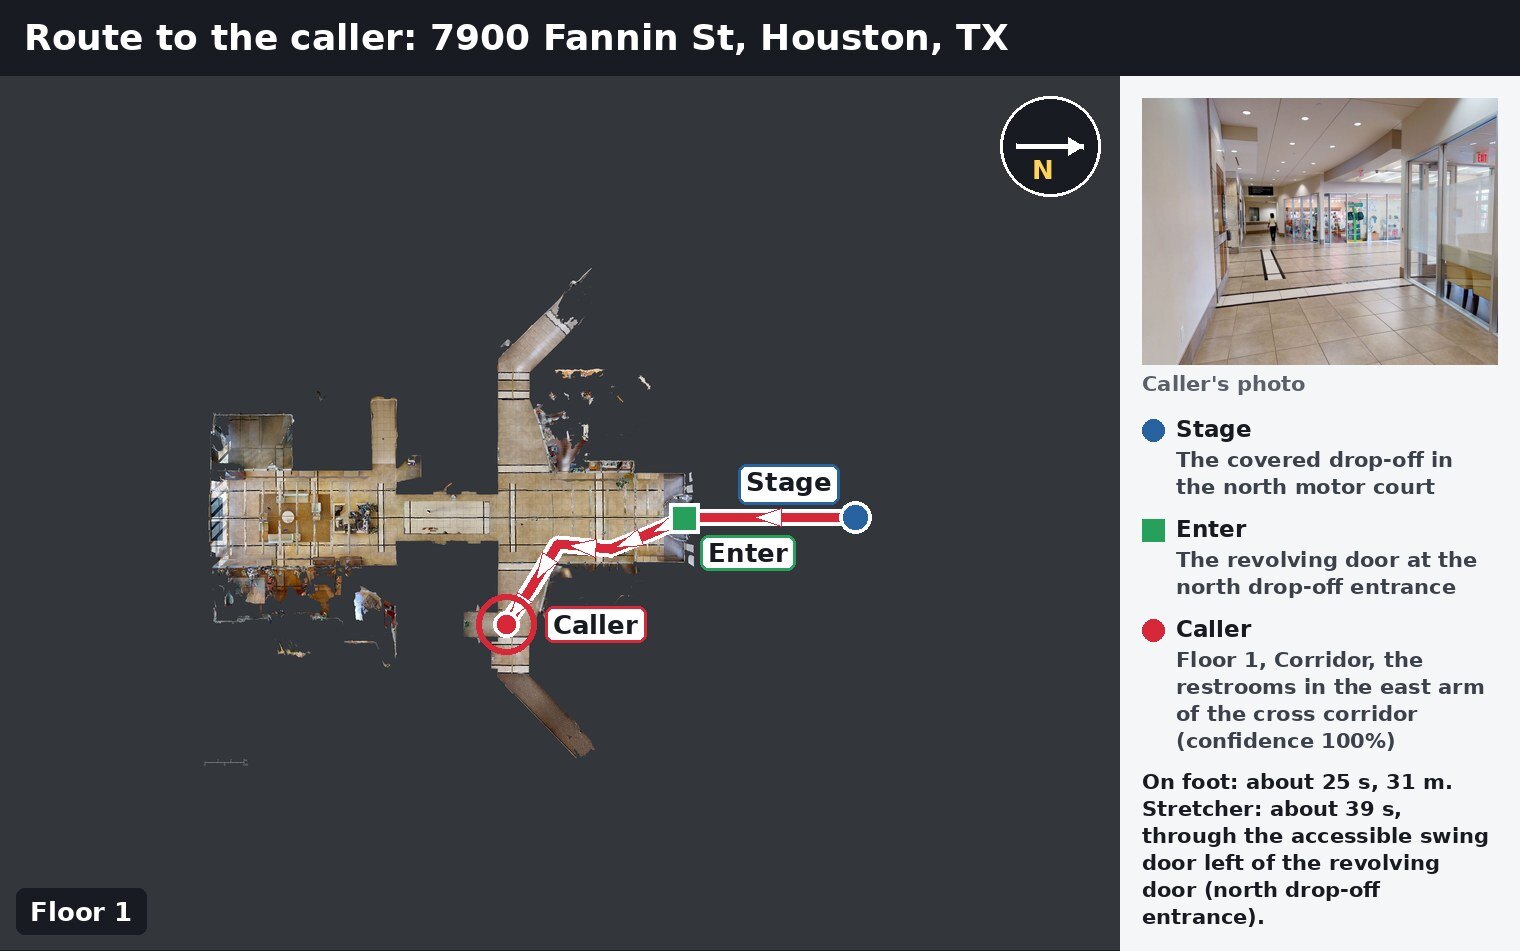 Route to the caller: 7900 Fannin St, Houston, TX
N
Stage
Enter
Caller
Floor 1
EXIT
Caller's photo
Stage
The covered drop-off in
the north motor court
Enter
The revolving door at the
north drop-off entrance
Caller
Floor 1, Corridor, the
restrooms in the east arm
of the cross corridor
(confidence 100%)
On foot: about 25 s, 31 m.
Stretcher: about 39 s,
through the accessible swing
door left of the revolving
door (north drop-off
entrance).